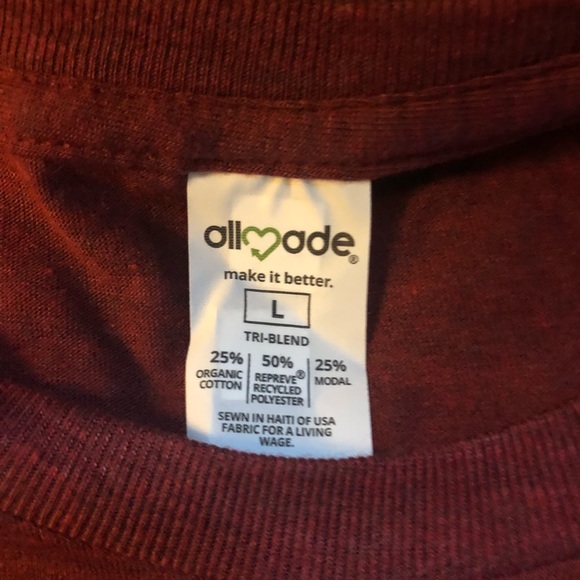 allmade®
make it better.
L
TRI-BLEND
25% 50% 25%
ORGANIC COTTON
REPREVE® RECYCLED POLYESTER
MODAL
SEWN IN HAITI OF USA
FABRIC FOR A LIVING
WAGE.